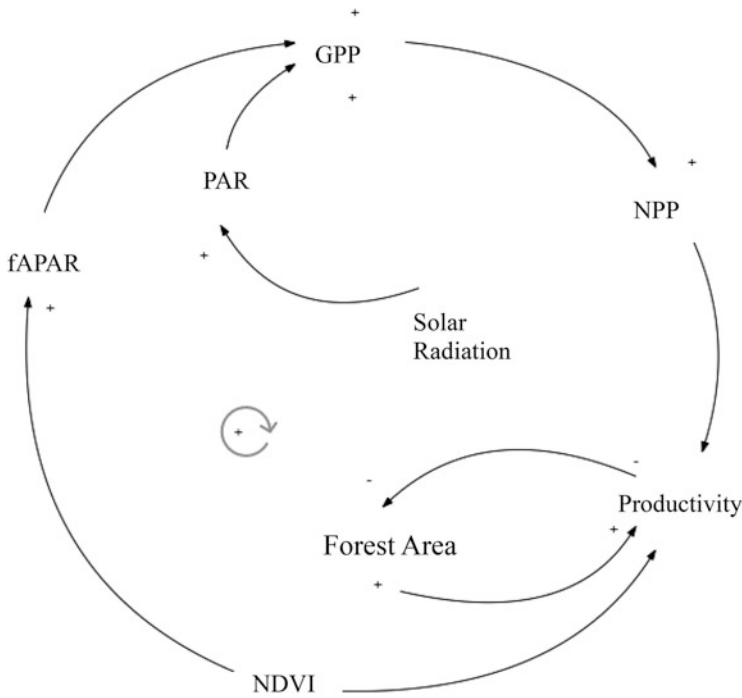 +
GPP
+
PAR
+
NPP
fAPAR
+
+
Solar
Radiation
+
-
-
Productivity
+
Forest Area
+
NDVI